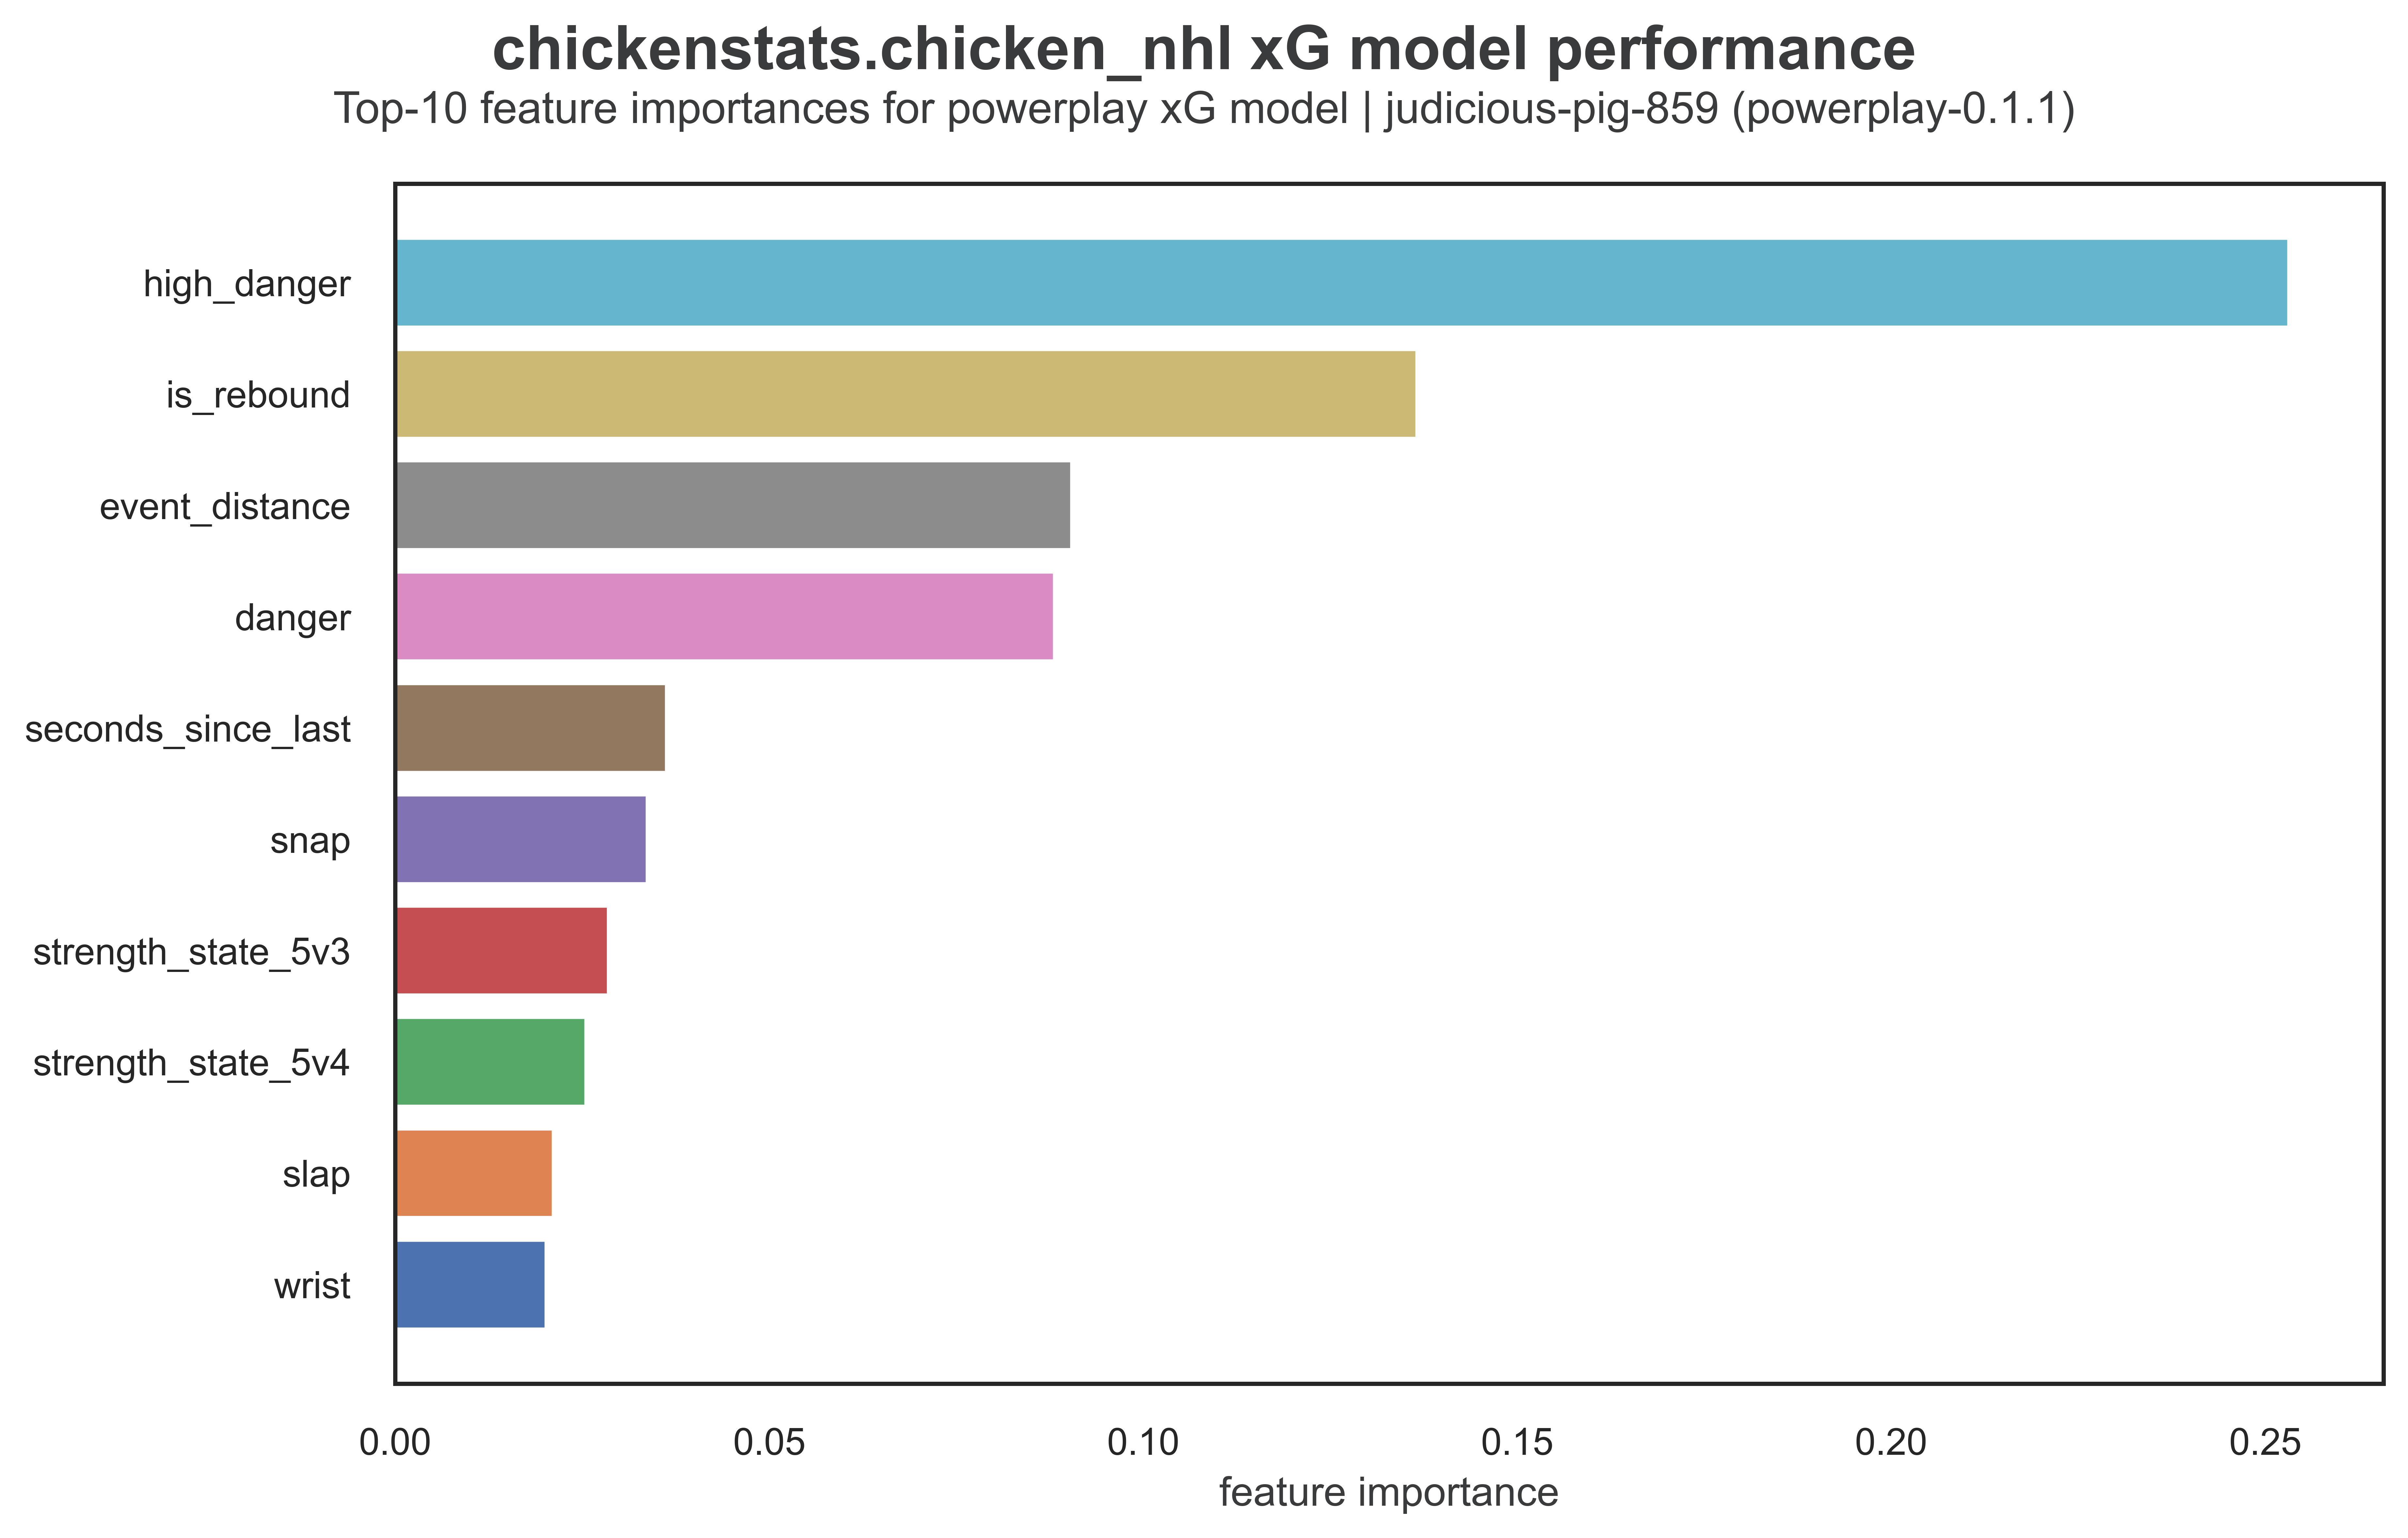 chickenstats.chicken_nhl xG model performance
Top-10 feature importances for powerplay xG model | judicious-pig-859 (powerplay-0.1.1)
high_danger
is_rebound
event_distance
danger
seconds_since_last
snap
strength_state_5v3
strength_state_5v4
slap
wrist
0.00 0.05 0.10 0.15 0.20 0.25
feature importance